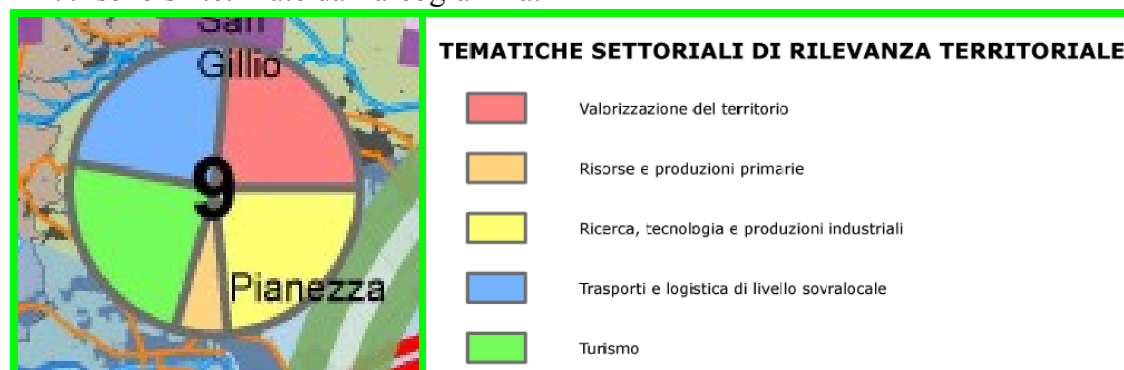 San
Gillio
9
Pianezza
TEMATICHE SETTORIALI DI RILEVANZA TERRITORIALE
Valorizzazione del territorio
Risorse e produzioni primarie
Ricerca, tecnologia e produzioni industriali
Trasporti e logistica di livello sovralocale
Turismo